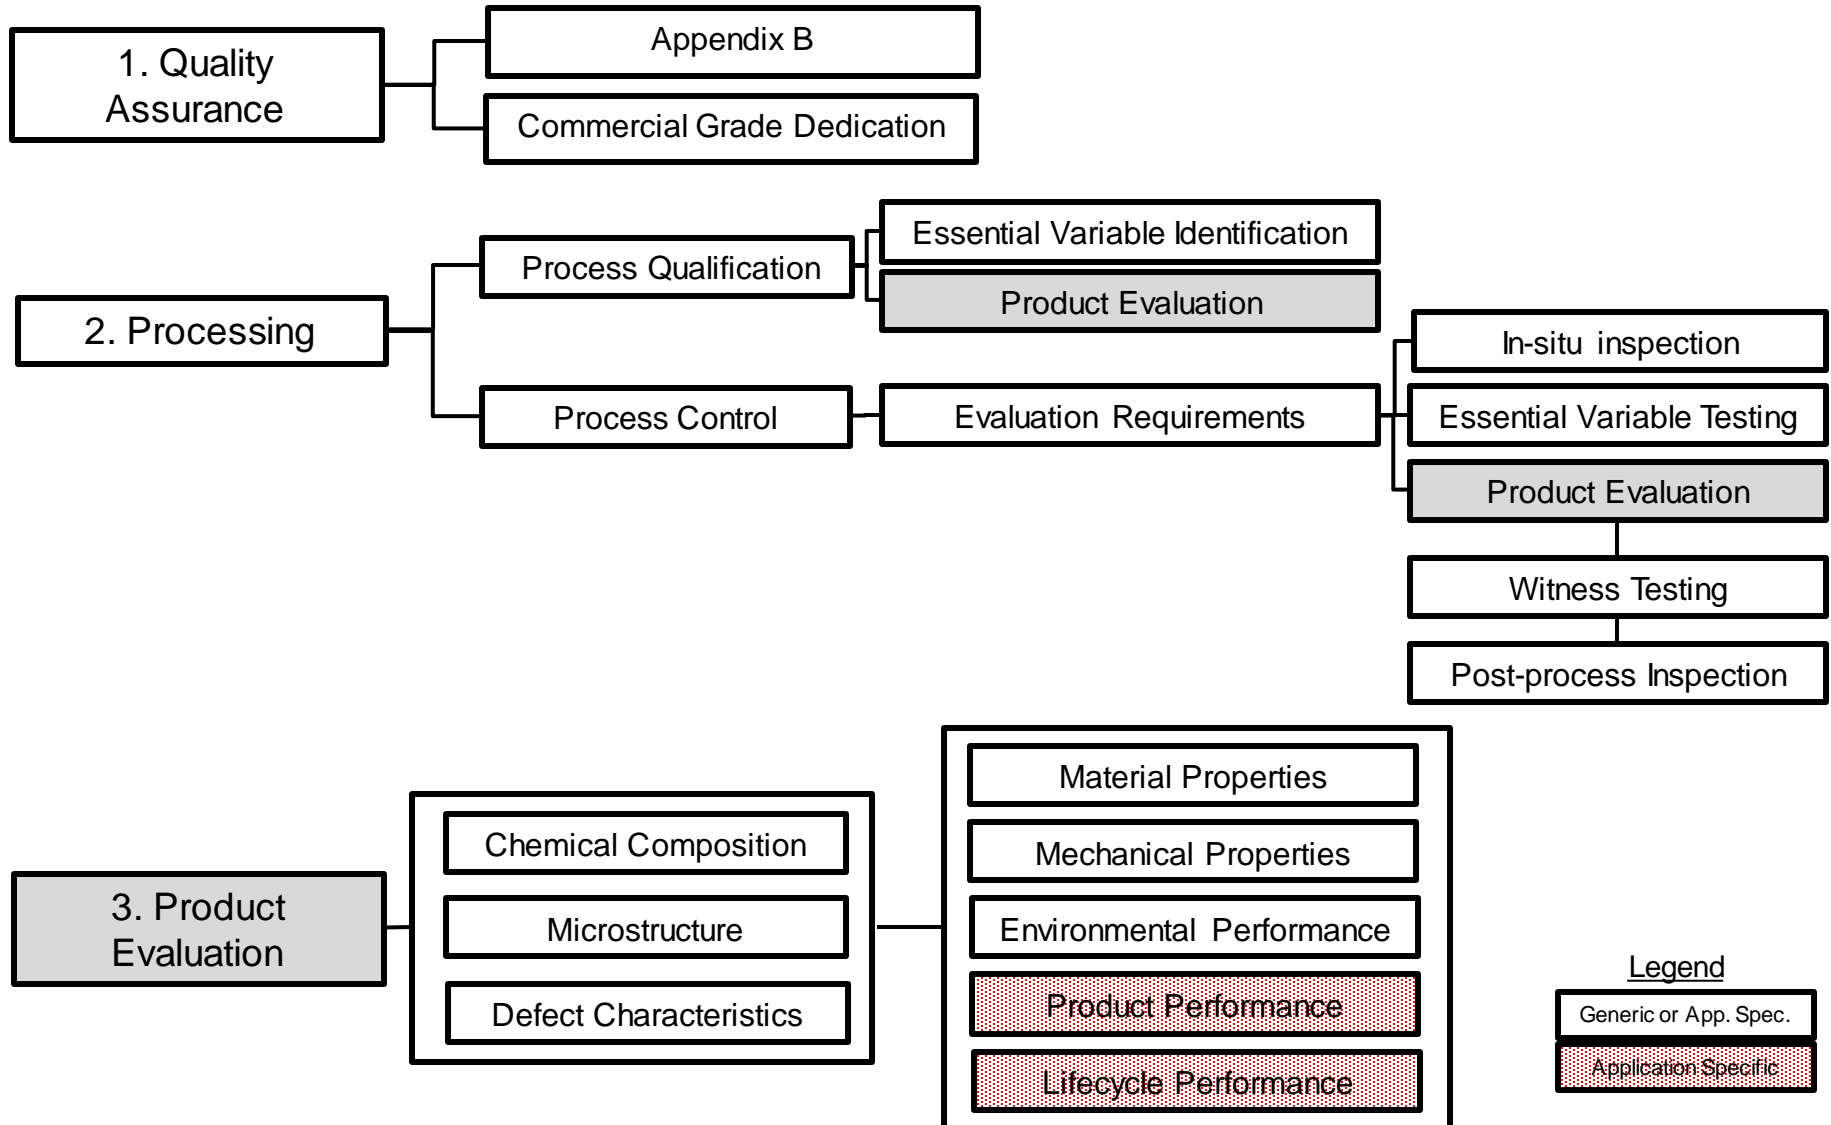 1. Quality
Assurance
Appendix B
Commercial Grade Dedication
2. Processing
Process Qualification
Essential Variable Identification
Product Evaluation
Process Control
Evaluation Requirements
In-situ inspection
Essential Variable Testing
Product Evaluation
Witness Testing
Post-process Inspection
3. Product
Evaluation
Chemical Composition
Microstructure
Defect Characteristics
Material Properties
Mechanical Properties
Environmental Performance
Product Performance
Lifecycle Performance
Legend
Generic or App. Spec.
Application Specific